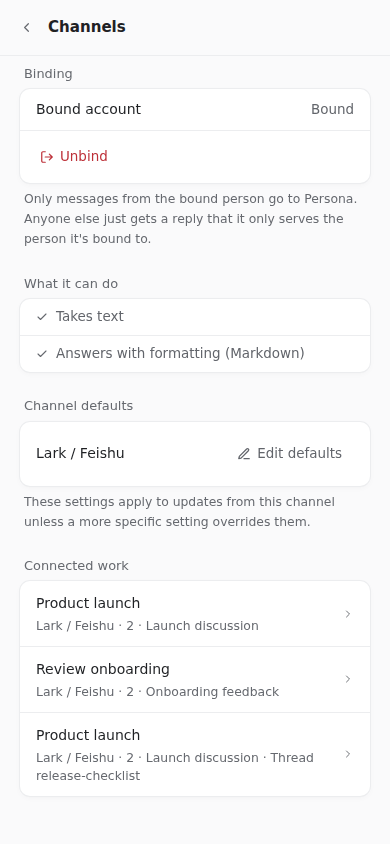 Channels
Binding
Bound account
Bound
Unbind
Only messages from the bound person go to Persona.
Anyone else just gets a reply that it only serves the
person it's bound to.
What it can do
Takes text
Answers with formatting (Markdown)
Channel defaults
Lark / Feishu
Edit defaults
These settings apply to updates from this channel
unless a more specific setting overrides them.
Connected work
Product launch
Lark / Feishu · 2 · Launch discussion
Review onboarding
Lark / Feishu · 2 · Onboarding feedback
Product launch
Lark / Feishu · 2 · Launch discussion · Thread
release-checklist